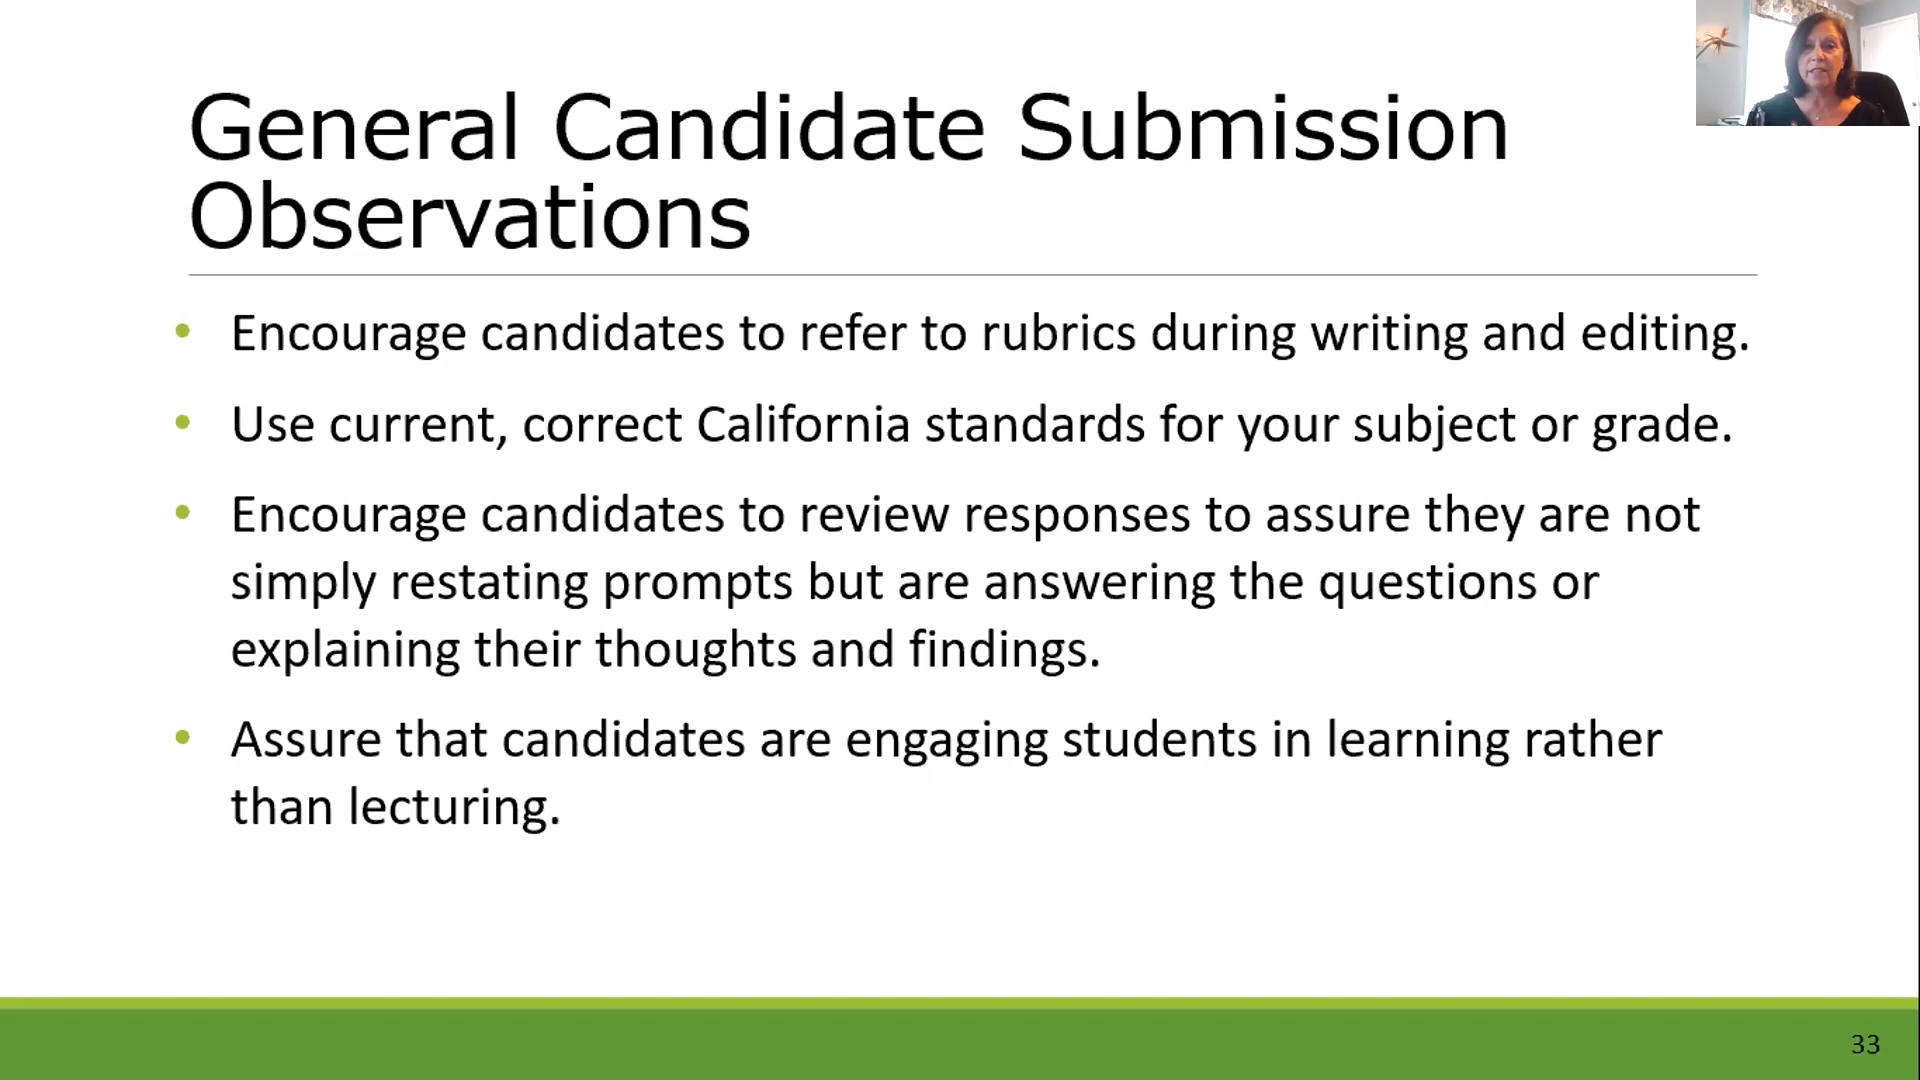 General Candidate Submission
Observations
• Encourage candidates to refer to rubrics during writing and editing.
• Use current, correct California standards for your subject or grade.
• Encourage candidates to review responses to assure they are not
simply restating prompts but are answering the questions or
explaining their thoughts and findings.
• Assure that candidates are engaging students in learning rather
than lecturing.
33